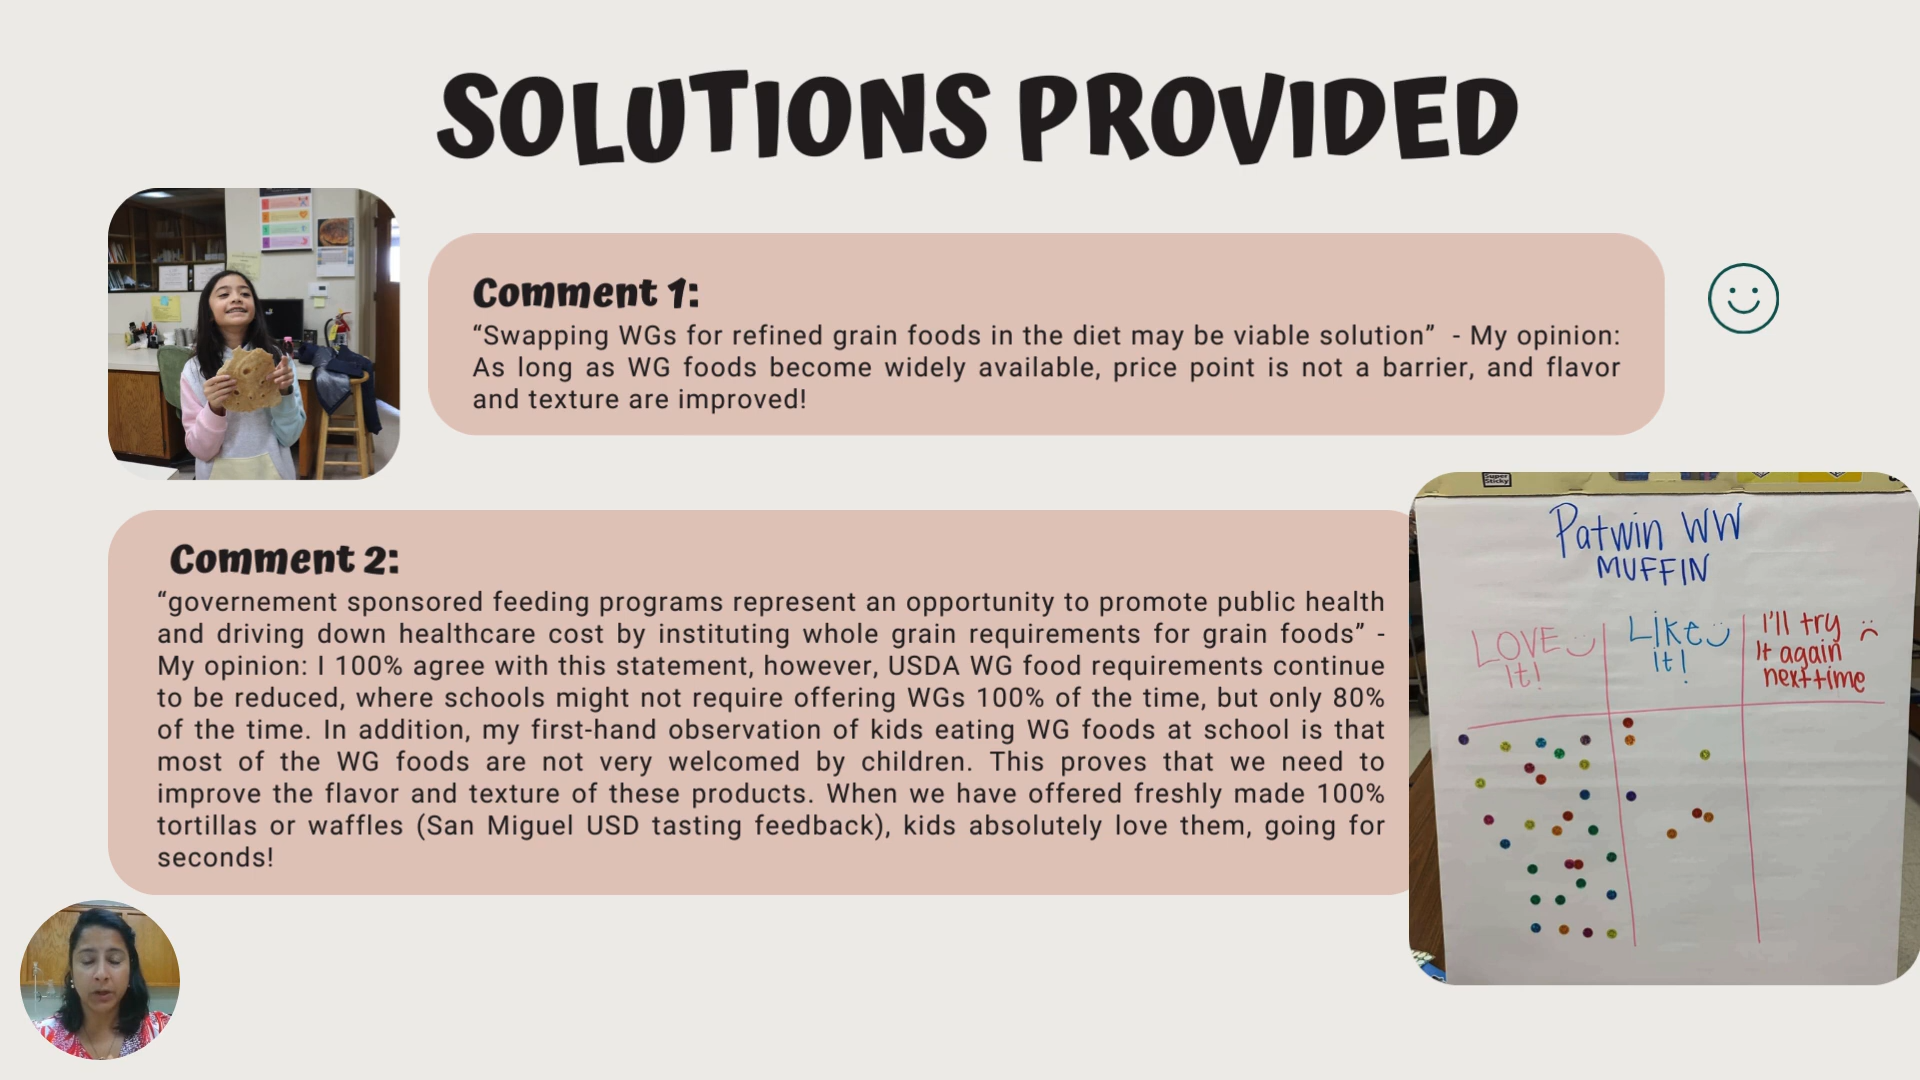 SOLUTIONS PROVIDED
Comment 1:
“Swapping WGs for refined grain foods in the diet may be viable solution” - My opinion:
As long as WG foods become widely available, price point is not a barrier, and flavor
and texture are improved!
Comment 2:
“governement sponsored feeding programs represent an opportunity to promote public health
and driving down healthcare cost by instituting whole grain requirements for grain foods” -
My opinion: I 100% agree with this statement, however, USDA WG food requirements continue
to be reduced, where schools might not require offering WGs 100% of the time, but only 80%
of the time. In addition, my first-hand observation of kids eating WG foods at school is that
most of the WG foods are not very welcomed by children. This proves that we need to
improve the flavor and texture of these products. When we have offered freshly made 100%
tortillas or waffles (San Miguel USD tasting feedback), kids absolutely love them, going for
seconds!
Super
Sticky
Patwin WW
MUFFIN
LOVE
it!
Like
it!
I'll try
it again
next time